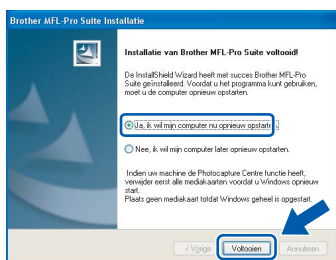 Brother MFL-Pro Suite Installatie
Installatie van Brother MFL-Pro Suite voltooid!
De InstallShield Wizard heeft met succes Brother MFL-Pro
Suite geïnstalleerd. Voordat u het programma kunt gebruiken,
moet u de computer opnieuw opstarten.
Ja, ik wil mijn computer nu opnieuw opstarten.
Nee, ik wil mijn computer later opnieuw opstarten.
Indien uw machine de Photocapture Centre functie heeft,
verwijder eerst alle mediakaarten voordat u Windows opnieuw
start.
Plaats geen mediakaart totdat Windows geheel is opgestart.
< Vorige Voltooien Annuleren